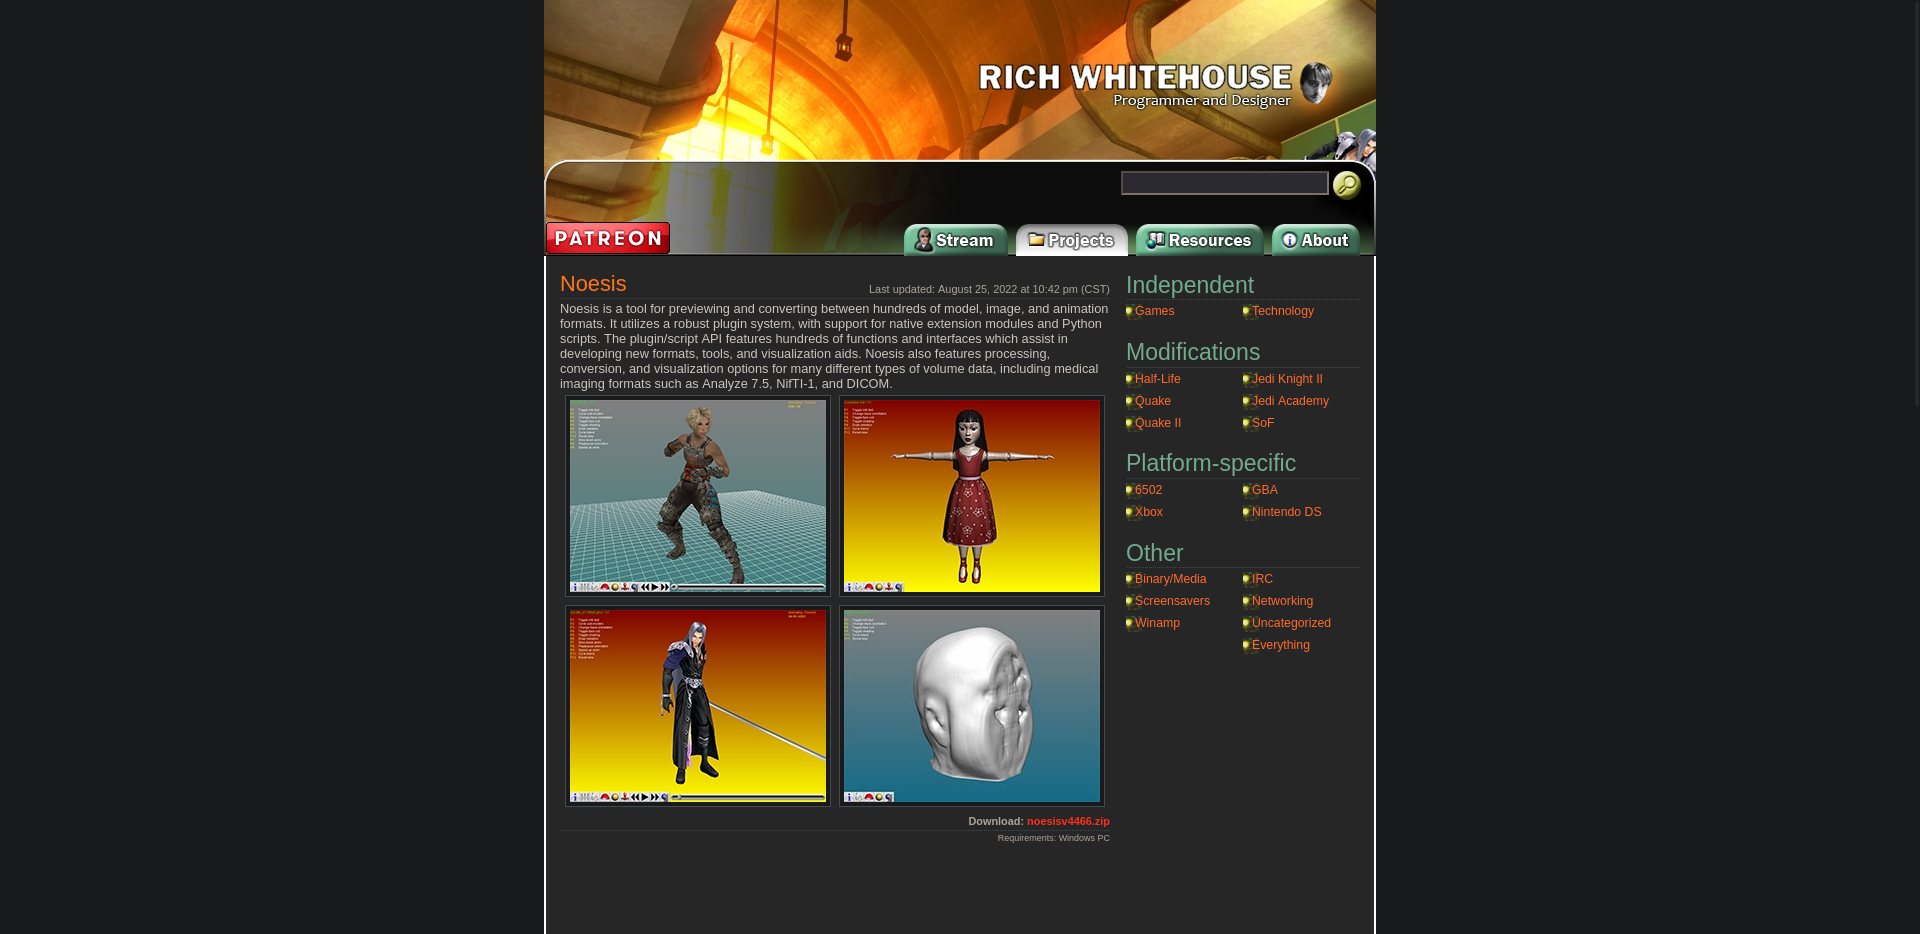 RICH WHITEHOUSE
Programmer and Designer
PATREON
Stream
Projects
Resources
About
Noesis
Last updated: August 25, 2022 at 10:42 pm (CST)
Noesis is a tool for previewing and converting between hundreds of model, image, and animation
formats. It utilizes a robust plugin system, with support for native extension modules and Python
scripts. The plugin/script API features hundreds of functions and interfaces which assist in
developing new formats, tools, and visualization aids. Noesis also features processing,
conversion, and visualization options for many different types of volume data, including medical
imaging formats such as Analyze 7.5, NifTI-1, and DICOM.
Download: noesisv4466.zip
Requirements: Windows PC
Independent
Games Technology
Modifications
Half-Life Jedi Knight II
Quake Jedi Academy
Quake II SoF
Platform-specific
6502 GBA
Xbox Nintendo DS
Other
Binary/Media IRC
Screensavers Networking
Winamp Uncategorized
Everything